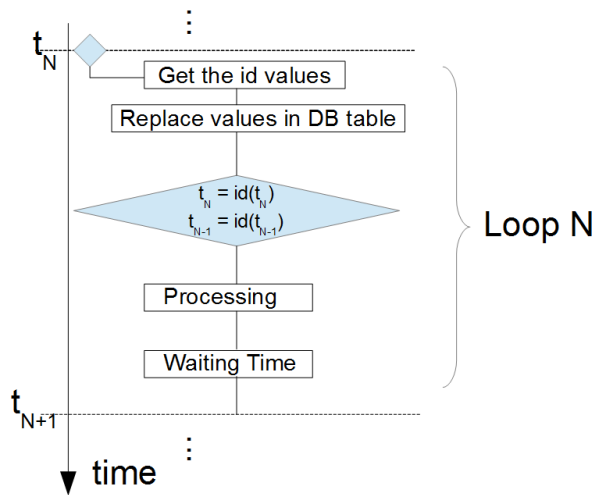 ⋮
t_N
Get the id values
Replace values in DB table
t_N = id(t_N)
t_N-1 = id(t_N-1)
Loop N
Processing
Waiting Time
t_N+1
⋮
time